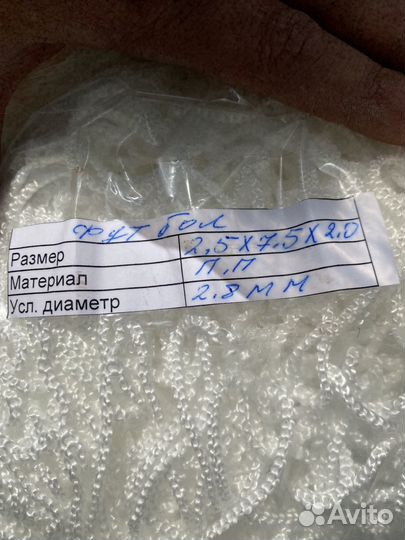 футбол
Размер 2,5х7.5х2.0
Материал п.п
Усл. диаметр 2.8 мм
Avito